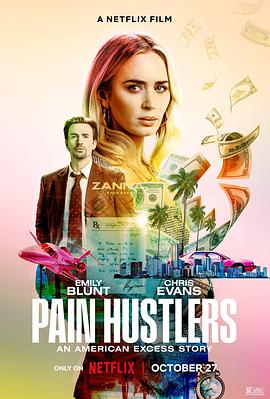 A NETFLIX FILM
ZANNA
EMILY CHRIS
BLUNT EVANS
PAIN HUSTLERS
AN AMERICAN EXCESS STORY
ONLY ON NETFLIX | OCTOBER 27